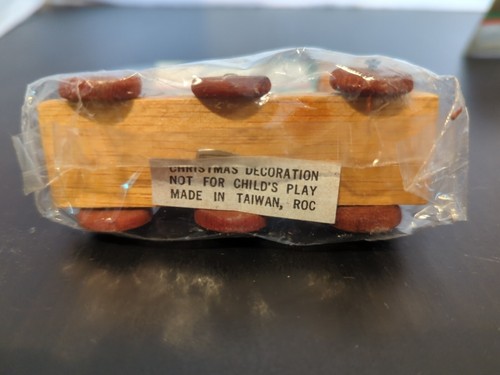 CHRISTMAS DECORATION
NOT FOR CHILD'S PLAY
MADE IN TAIWAN, ROC